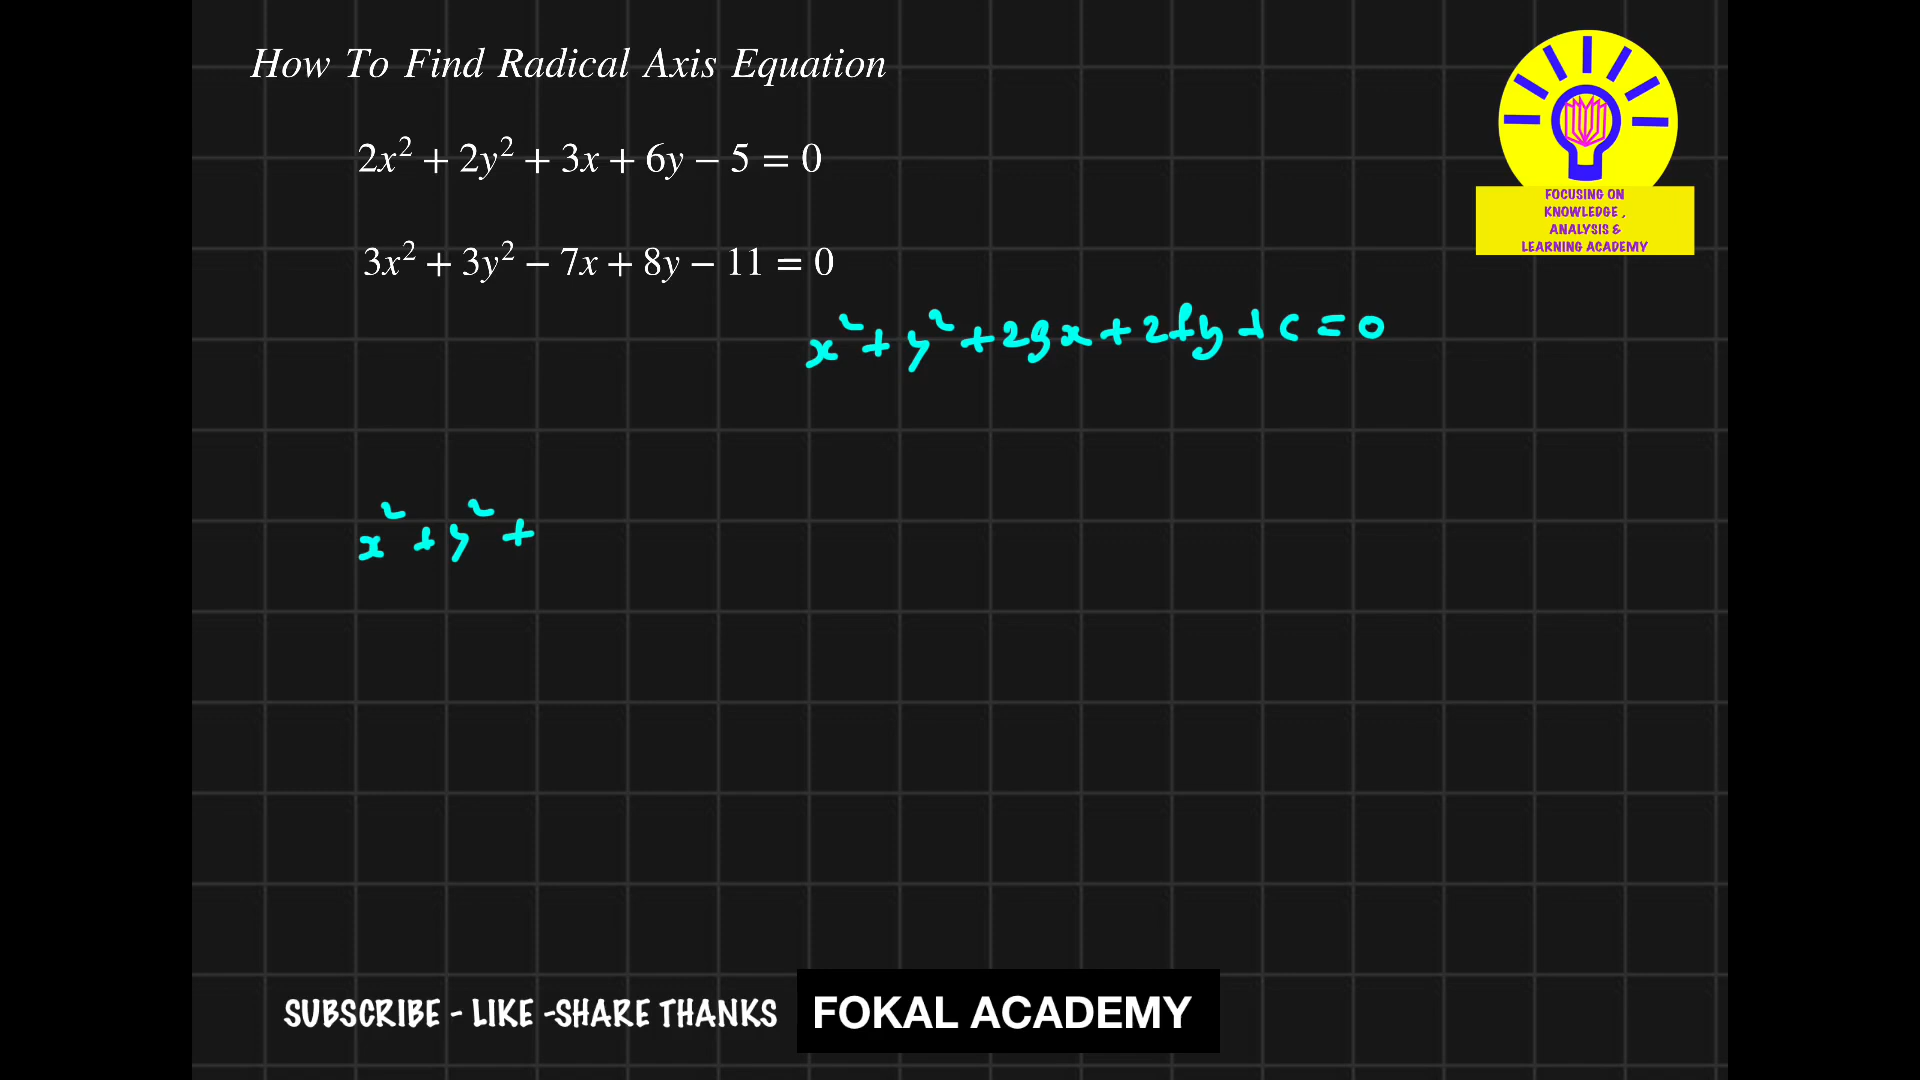 How To Find Radical Axis Equation
2x² + 2y² + 3x + 6y − 5 = 0
3x² + 3y² − 7x + 8y − 11 = 0
x² + y² + 2gx + 2fy + c = 0
x² + y² +
FOCUSING ON
KNOWLEDGE ,
ANALYSIS &
LEARNING ACADEMY
SUBSCRIBE - LIKE -SHARE THANKS
FOKAL ACADEMY